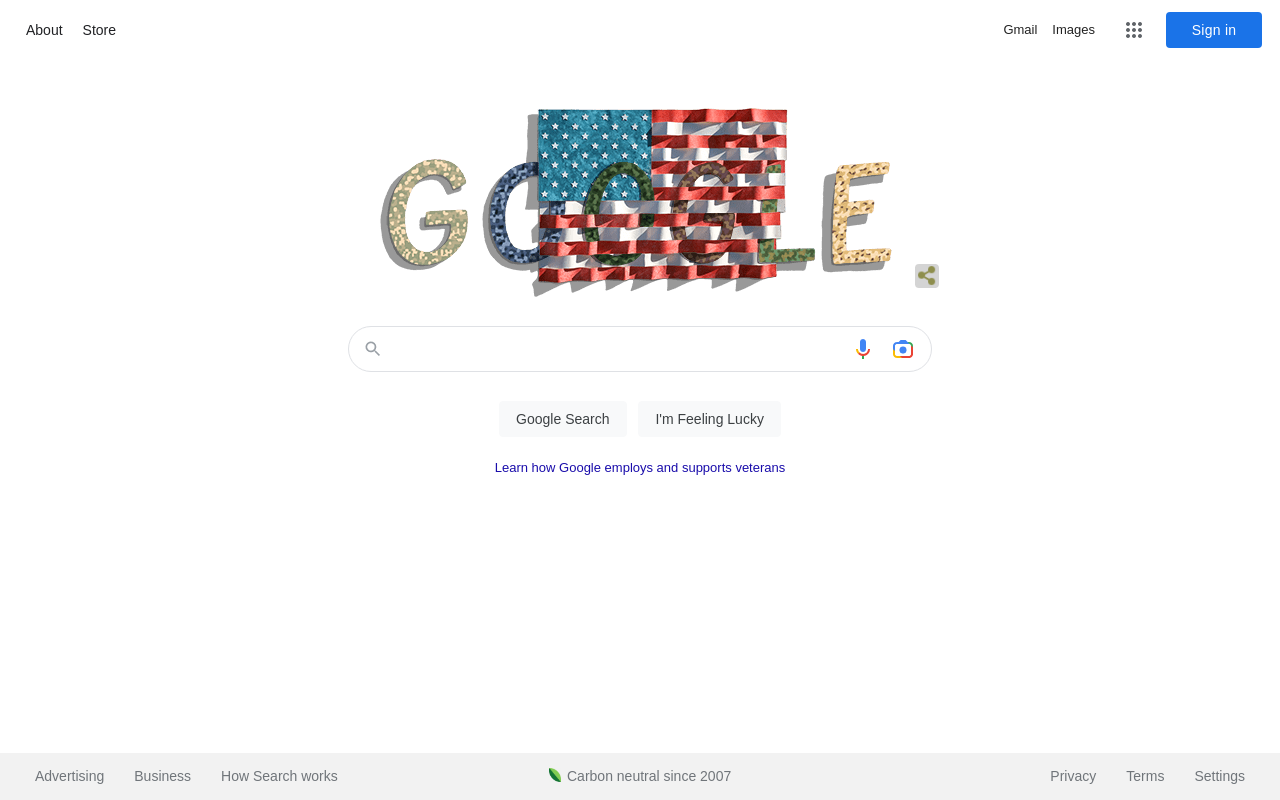 About Store Gmail Images Sign in
GOOGLE
Google Search I'm Feeling Lucky
Learn how Google employs and supports veterans
Advertising Business How Search works Carbon neutral since 2007 Privacy Terms Settings